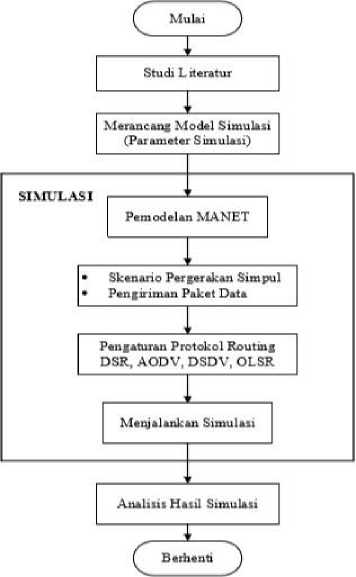 Mulai
Studi Literatur
Merancang Model Simulasi
(Parameter Simulasi)
SIMULASI
Pemodelan MANET
• Skenario Pergerakan Simpul
• Pengiriman Paket Data
Pengaturan Protokol Routing
DSR, AODV, DSDV, OLSR
Menjalankan Simulasi
Analisis Hasil Simulasi
Berhenti